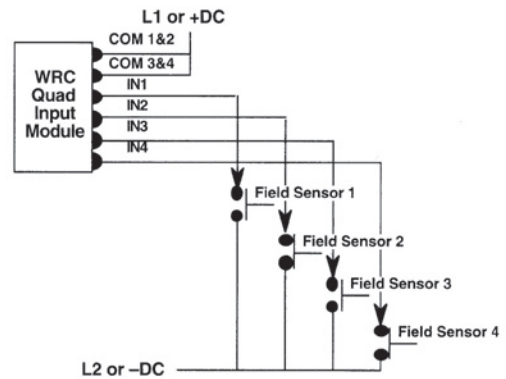 L1 or +DC
COM 1&2
COM 3&4
WRC
Quad
Input
Module
IN1
IN2
IN3
IN4
Field Sensor 1
Field Sensor 2
Field Sensor 3
Field Sensor 4
L2 or –DC